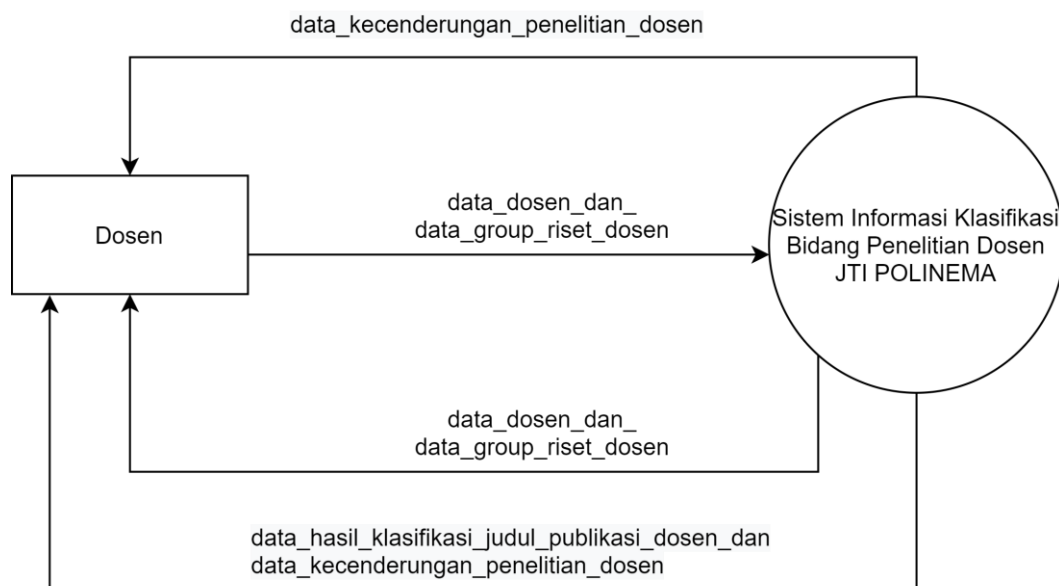 data_kecenderungan_penelitian_dosen
Dosen
data_dosen_dan_
data_group_riset_dosen
Sistem Informasi Klasifikasi
Bidang Penelitian Dosen
JTI POLINEMA
data_dosen_dan_
data_group_riset_dosen
data_hasil_klasifikasi_judul_publikasi_dosen_dan
data_kecenderungan_penelitian_dosen